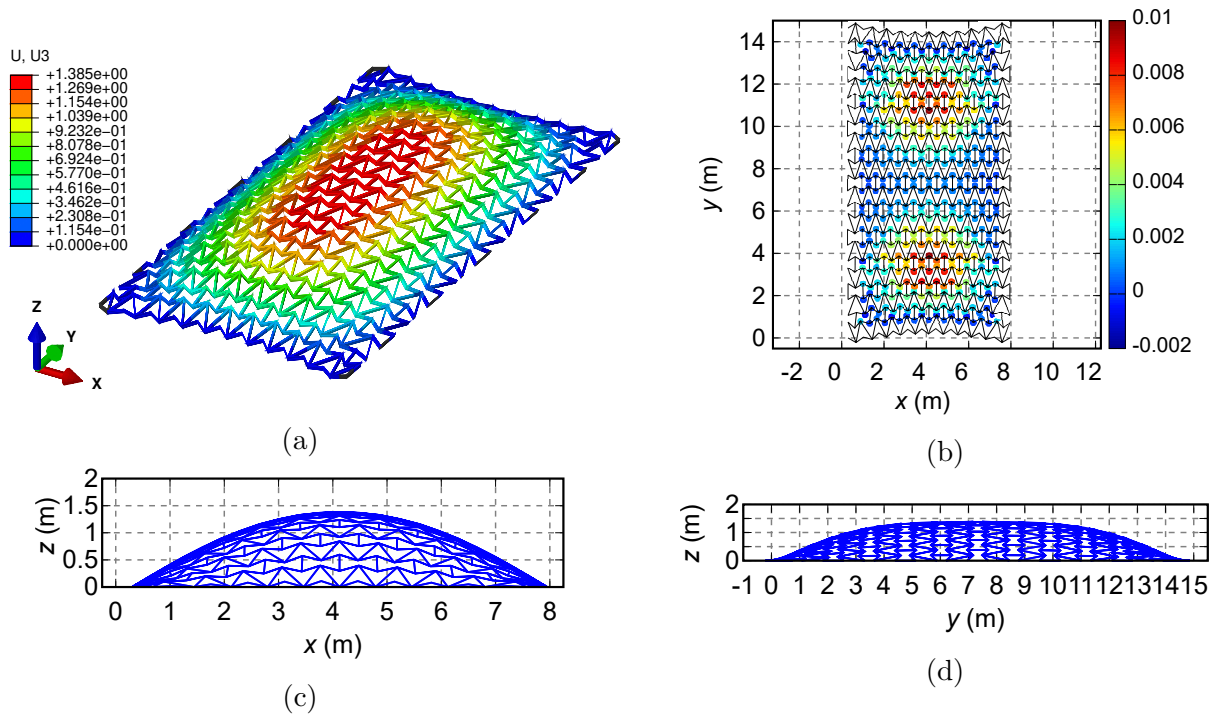 U, U3
+1.385e+00
+1.269e+00
+1.154e+00
+1.039e+00
+9.232e−01
+8.078e−01
+6.924e−01
+5.770e−01
+4.616e−01
+3.462e−01
+2.308e−01
+1.154e−01
+0.000e+00
Z
Y
X
(a)
14
12
10
8
6
4
2
0
y (m)
-2 0 2 4 6 8 10 12
x (m)
0.01
0.008
0.006
0.004
0.002
0
-0.002
(b)
2
1.5
1
0.5
0
z (m)
0 1 2 3 4 5 6 7 8
x (m)
(c)
2
1
0
z (m)
-1 0 1 2 3 4 5 6 7 8 9 10 11 12 13 14 15
y (m)
(d)